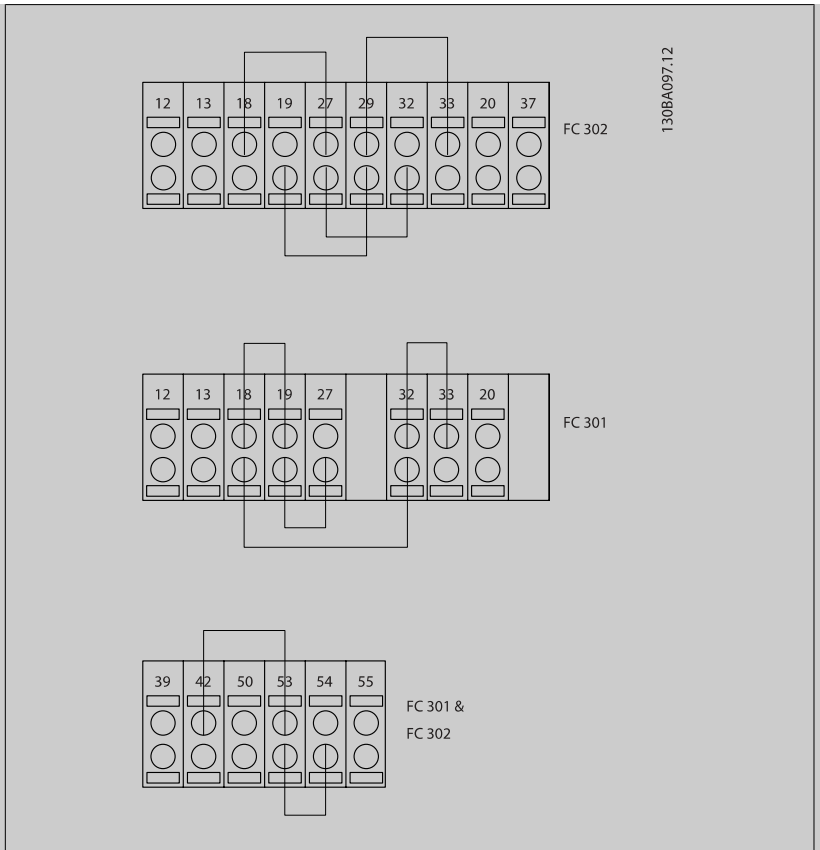 130BA097.12
12 13 18 19 27 29 32 33 20 37
FC 302
12 13 18 19 27 32 33 20
FC 301
39 42 50 53 54 55
FC 301 &
FC 302